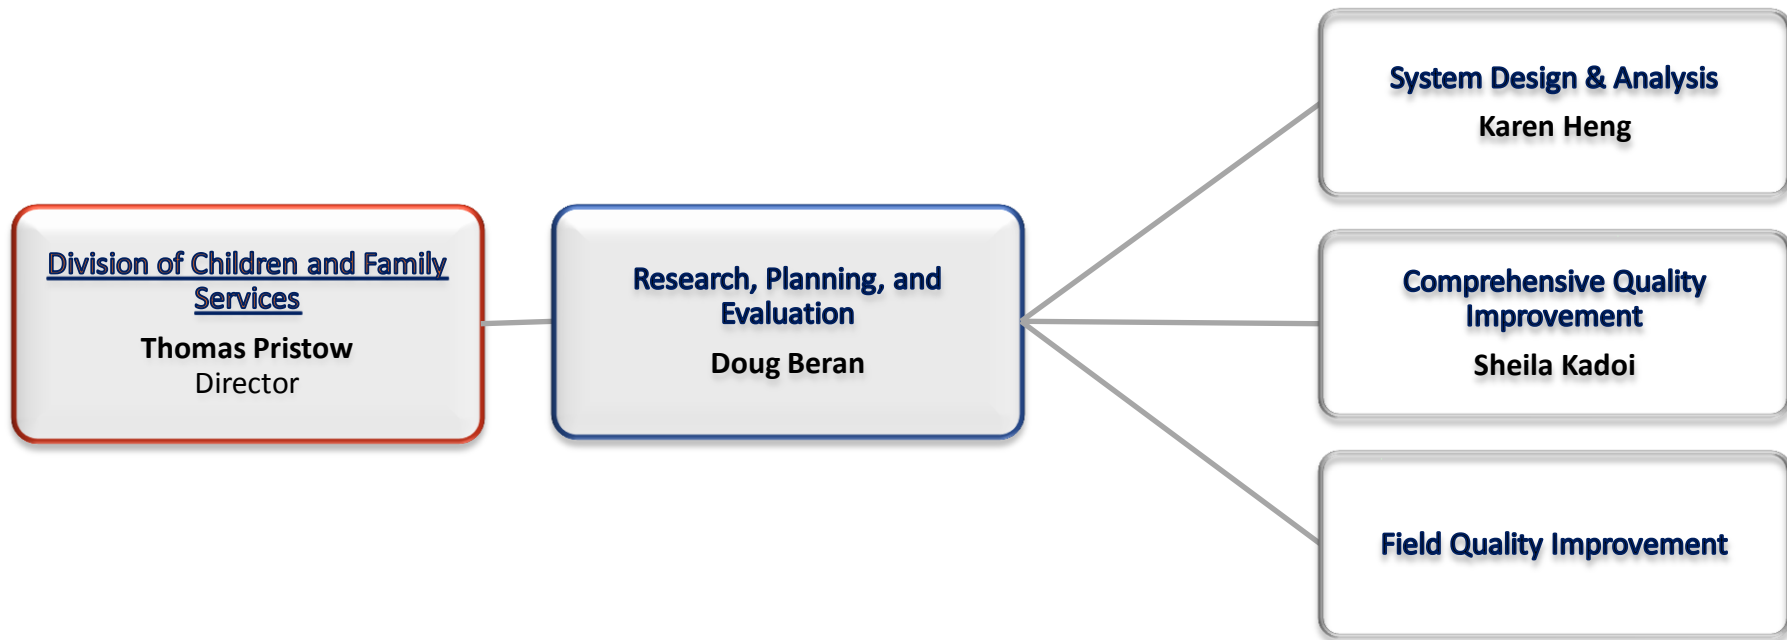 Division of Children and Family
Services
Thomas Pristow
Director
Research, Planning, and
Evaluation
Doug Beran
System Design & Analysis
Karen Heng
Comprehensive Quality
Improvement
Sheila Kadoi
Field Quality Improvement